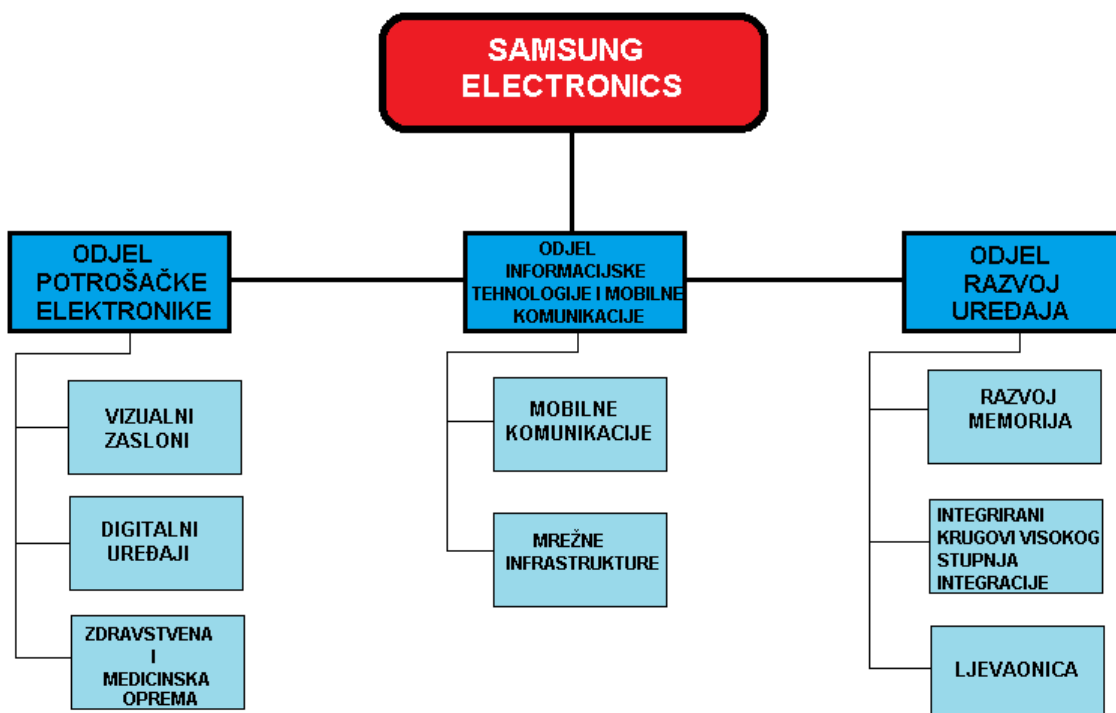 SAMSUNG
ELECTRONICS
ODJEL
POTROŠAČKE
ELEKTRONIKE
VIZUALNI
ZASLONI
DIGITALNI
UREĐAJI
ZDRAVSTVENA
I
MEDICINSKA
OPREMA
ODJEL
INFORMACIJSKE
TEHNOLOGIJE I MOBILNE
KOMUNIKACIJE
MOBILNE
KOMUNIKACIJE
MREŽNE
INFRASTRUKTURE
ODJEL
RAZVOJ
UREĐAJA
RAZVOJ
MEMORIJA
INTEGRIRANI
KRUGOVI VISOKOG
STUPNJA
INTEGRACIJE
LJEVAONICA